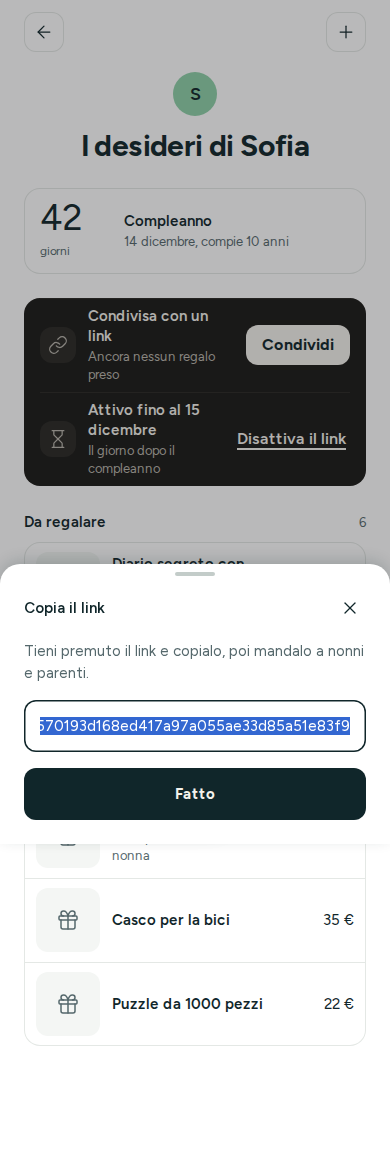 S
I desideri di Sofia
42
giorni
Compleanno
14 dicembre, compie 10 anni
Condivisa con un
link
Ancora nessun regalo
preso
Condividi
Attivo fino al 15
dicembre
Il giorno dopo il
compleanno
Disattiva il link
Da regalare
6
Diario segreto con
Copia il link
Tieni premuto il link e copialo, poi mandalo a nonni
e parenti.
570193d168ed417a97a055ae33d85a51e83f9
Fatto
nonna
Casco per la bici
35 €
Puzzle da 1000 pezzi
22 €